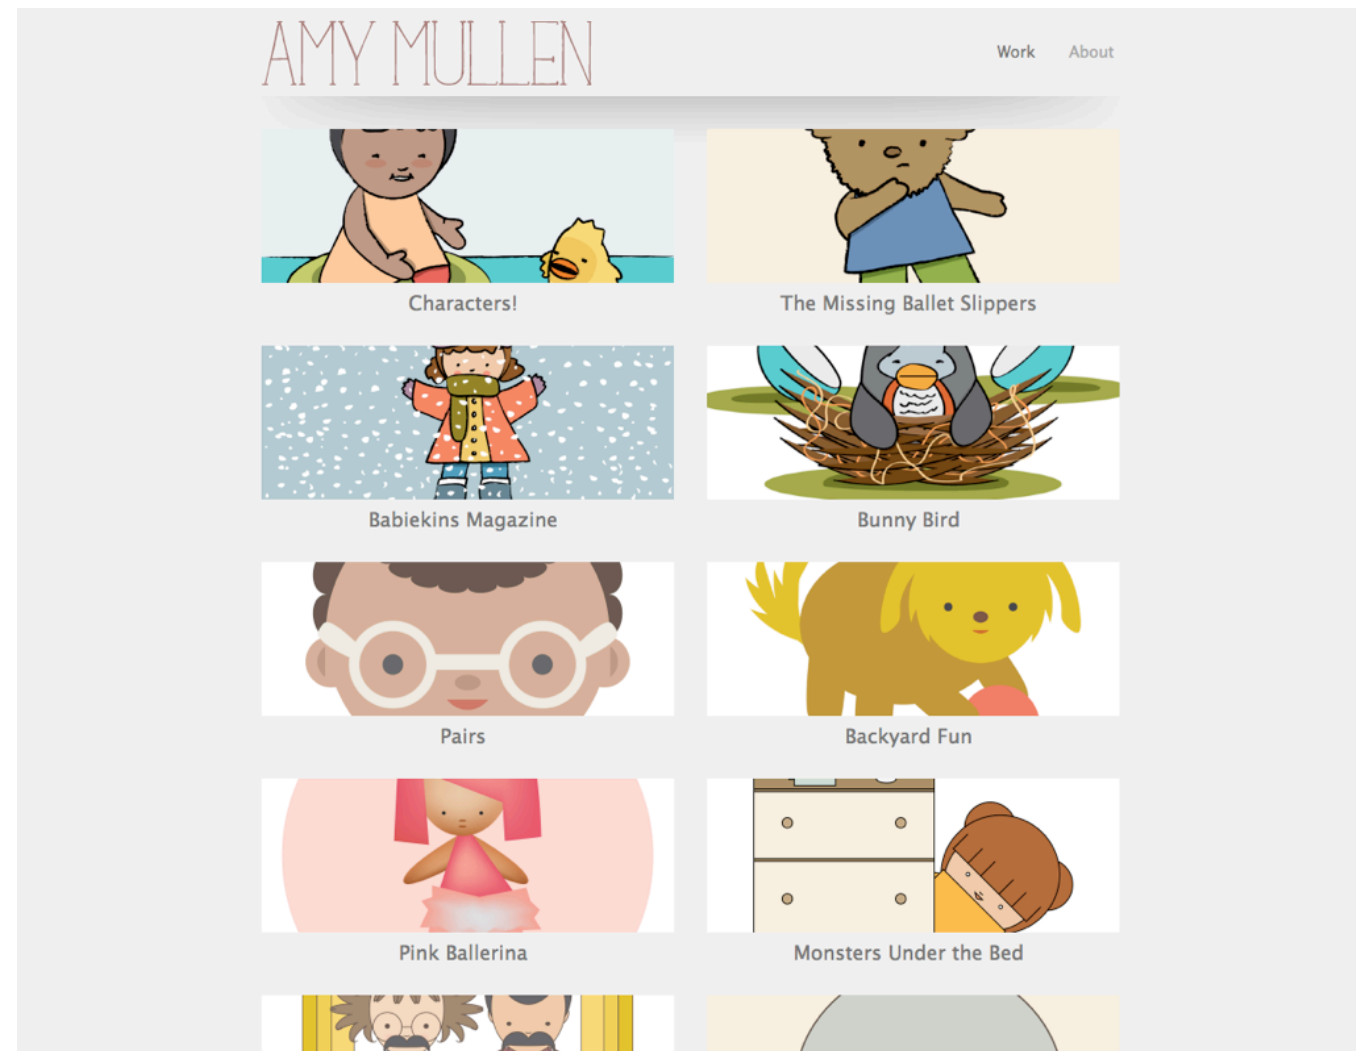 AMY MULLEN
Work About
Characters!
The Missing Ballet Slippers
Babiekins Magazine
Bunny Bird
Pairs
Backyard Fun
Pink Ballerina
Monsters Under the Bed